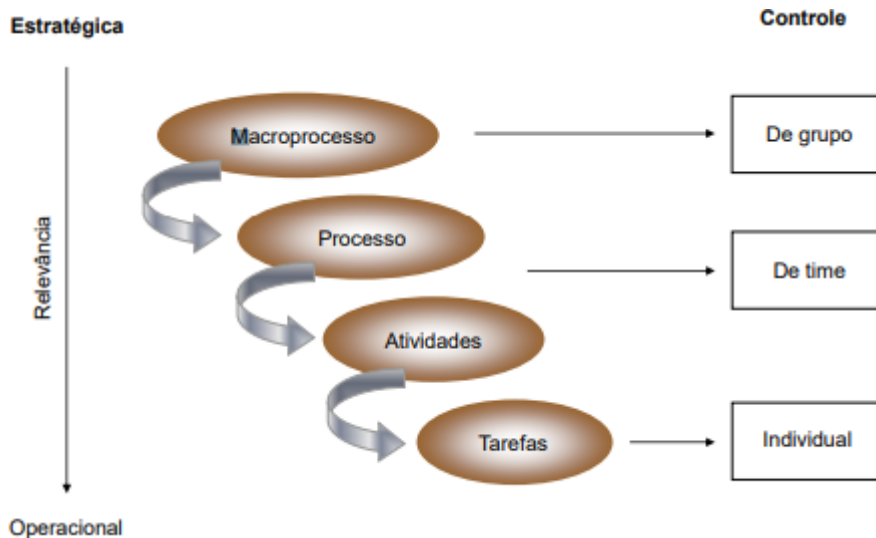 Estratégica
Controle
Macroprocesso
De grupo
Relevância
Processo
De time
Atividades
Tarefas
Individual
Operacional